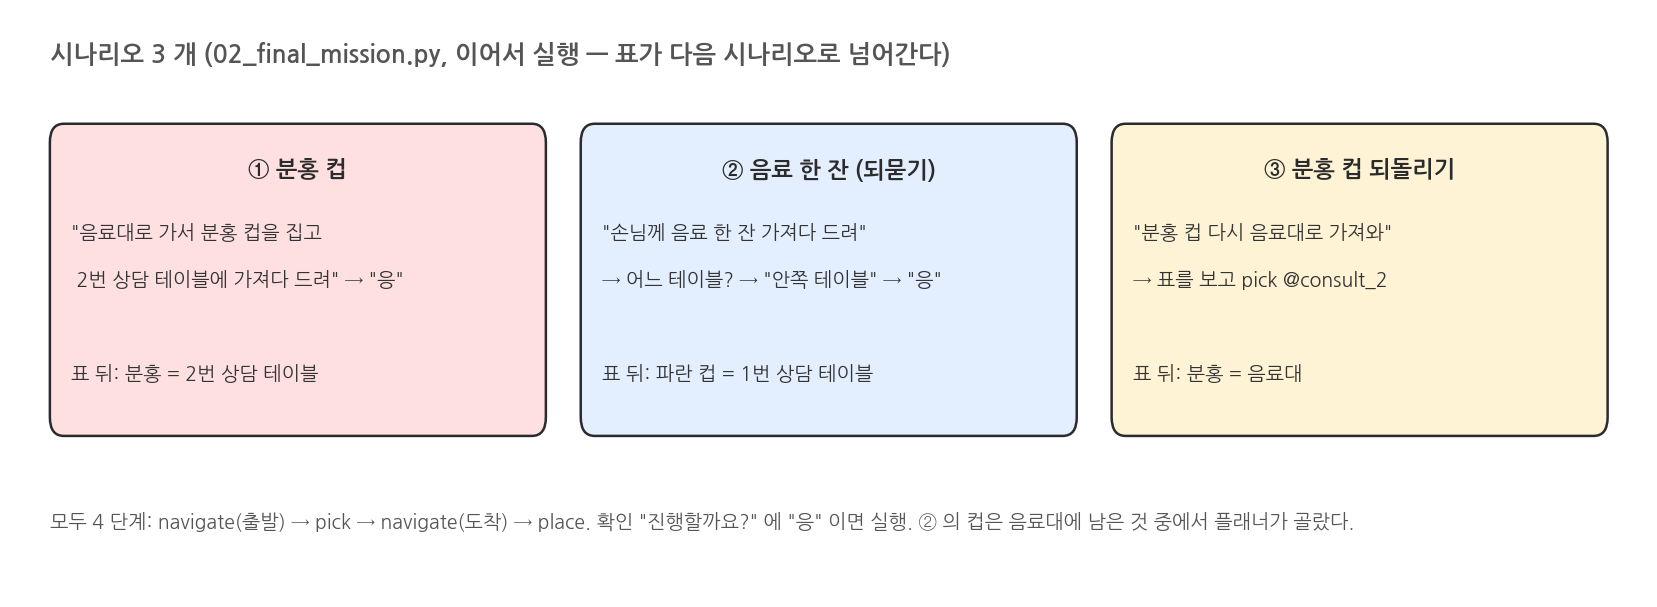 시나리오 3 개 (02_final_mission.py, 이어서 실행 — 표가 다음 시나리오로 넘어간다)
① 분홍 컵
"음료대로 가서 분홍 컵을 집고
2번 상담 테이블에 가져다 드려" → "응"
표 뒤: 분홍 = 2번 상담 테이블
② 음료 한 잔 (되묻기)
"손님께 음료 한 잔 가져다 드려"
→ 어느 테이블? → "안쪽 테이블" → "응"
표 뒤: 파란 컵 = 1번 상담 테이블
③ 분홍 컵 되돌리기
"분홍 컵 다시 음료대로 가져와"
→ 표를 보고 pick @consult_2
표 뒤: 분홍 = 음료대
모두 4 단계: navigate(출발) → pick → navigate(도착) → place. 확인 "진행할까요?" 에 "응" 이면 실행. ② 의 컵은 음료대에 남은 것 중에서 플래너가 골랐다.